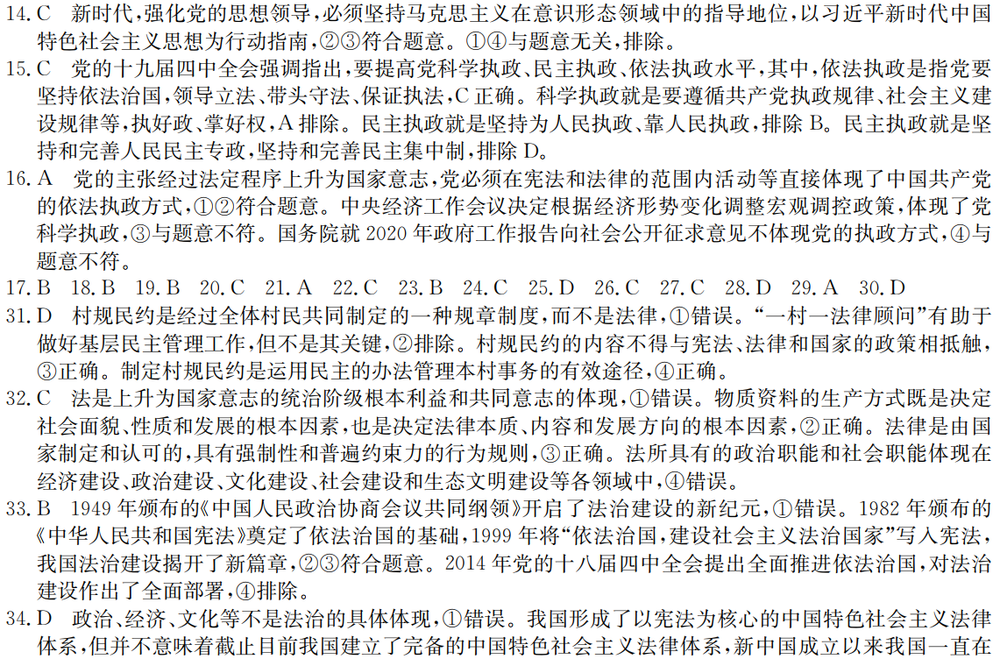 14. C 新时代,强化党的思想领导,必须坚持马克思主义在意识形态领域中的指导地位,以习近平新时代中国
特色社会主义思想为行动指南,②③符合题意。①④与题意无关,排除。
15. C 党的十九届四中全会强调指出,要提高党科学执政、民主执政、依法执政水平,其中,依法执政是指党要
坚持依法治国,领导立法、带头守法、保证执法,C正确。科学执政就是要遵循共产党执政规律、社会主义建
设规律等,执好政、掌好权,A排除。民主执政就是坚持为人民执政、靠人民执政,排除B。民主执政就是坚
持和完善人民民主专政,坚持和完善民主集中制,排除D。
16. A 党的主张经过法定程序上升为国家意志,党必须在宪法和法律的范围内活动等直接体现了中国共产党
的依法执政方式,①②符合题意。中央经济工作会议决定根据经济形势变化调整宏观调控政策,体现了党
科学执政,③与题意不符。国务院就2020年政府工作报告向社会公开征求意见不体现党的执政方式,④与
题意不符。
17. B 18. B 19. B 20. C 21. A 22. C 23. B 24. C 25. D 26. C 27. C 28. D 29. A 30. D
31. D 村规民约是经过全体村民共同制定的一种规章制度,而不是法律,①错误。“一村一法律顾问”有助于
做好基层民主管理工作,但不是其关键,②排除。村规民约的内容不得与宪法、法律和国家的政策相抵触,
③正确。制定村规民约是运用民主的办法管理本村事务的有效途径,④正确。
32. C 法是上升为国家意志的统治阶级根本利益和共同意志的体现,①错误。物质资料的生产方式既是决定
社会面貌、性质和发展的根本因素,也是决定法律本质、内容和发展方向的根本因素,②正确。法律是由国
家制定和认可的,具有强制性和普遍约束力的行为规则,③正确。法所具有的政治职能和社会职能体现在
经济建设、政治建设、文化建设、社会建设和生态文明建设等各领域中,④错误。
33. B 1949年颁布的《中国人民政治协商会议共同纲领》开启了法治建设的新纪元,①错误。1982年颁布的
《中华人民共和国宪法》奠定了依法治国的基础,1999年将“依法治国,建设社会主义法治国家”写入宪法,
我国法治建设揭开了新篇章,②③符合题意。2014年党的十八届四中全会提出全面推进依法治国,对法治
建设作出了全面部署,④排除。
34. D 政治、经济、文化等不是法治的具体体现,①错误。我国形成了以宪法为核心的中国特色社会主义法律
体系,但并不意味着截止目前我国建立了完备的中国特色社会主义法律体系,新中国成立以来我国一直在